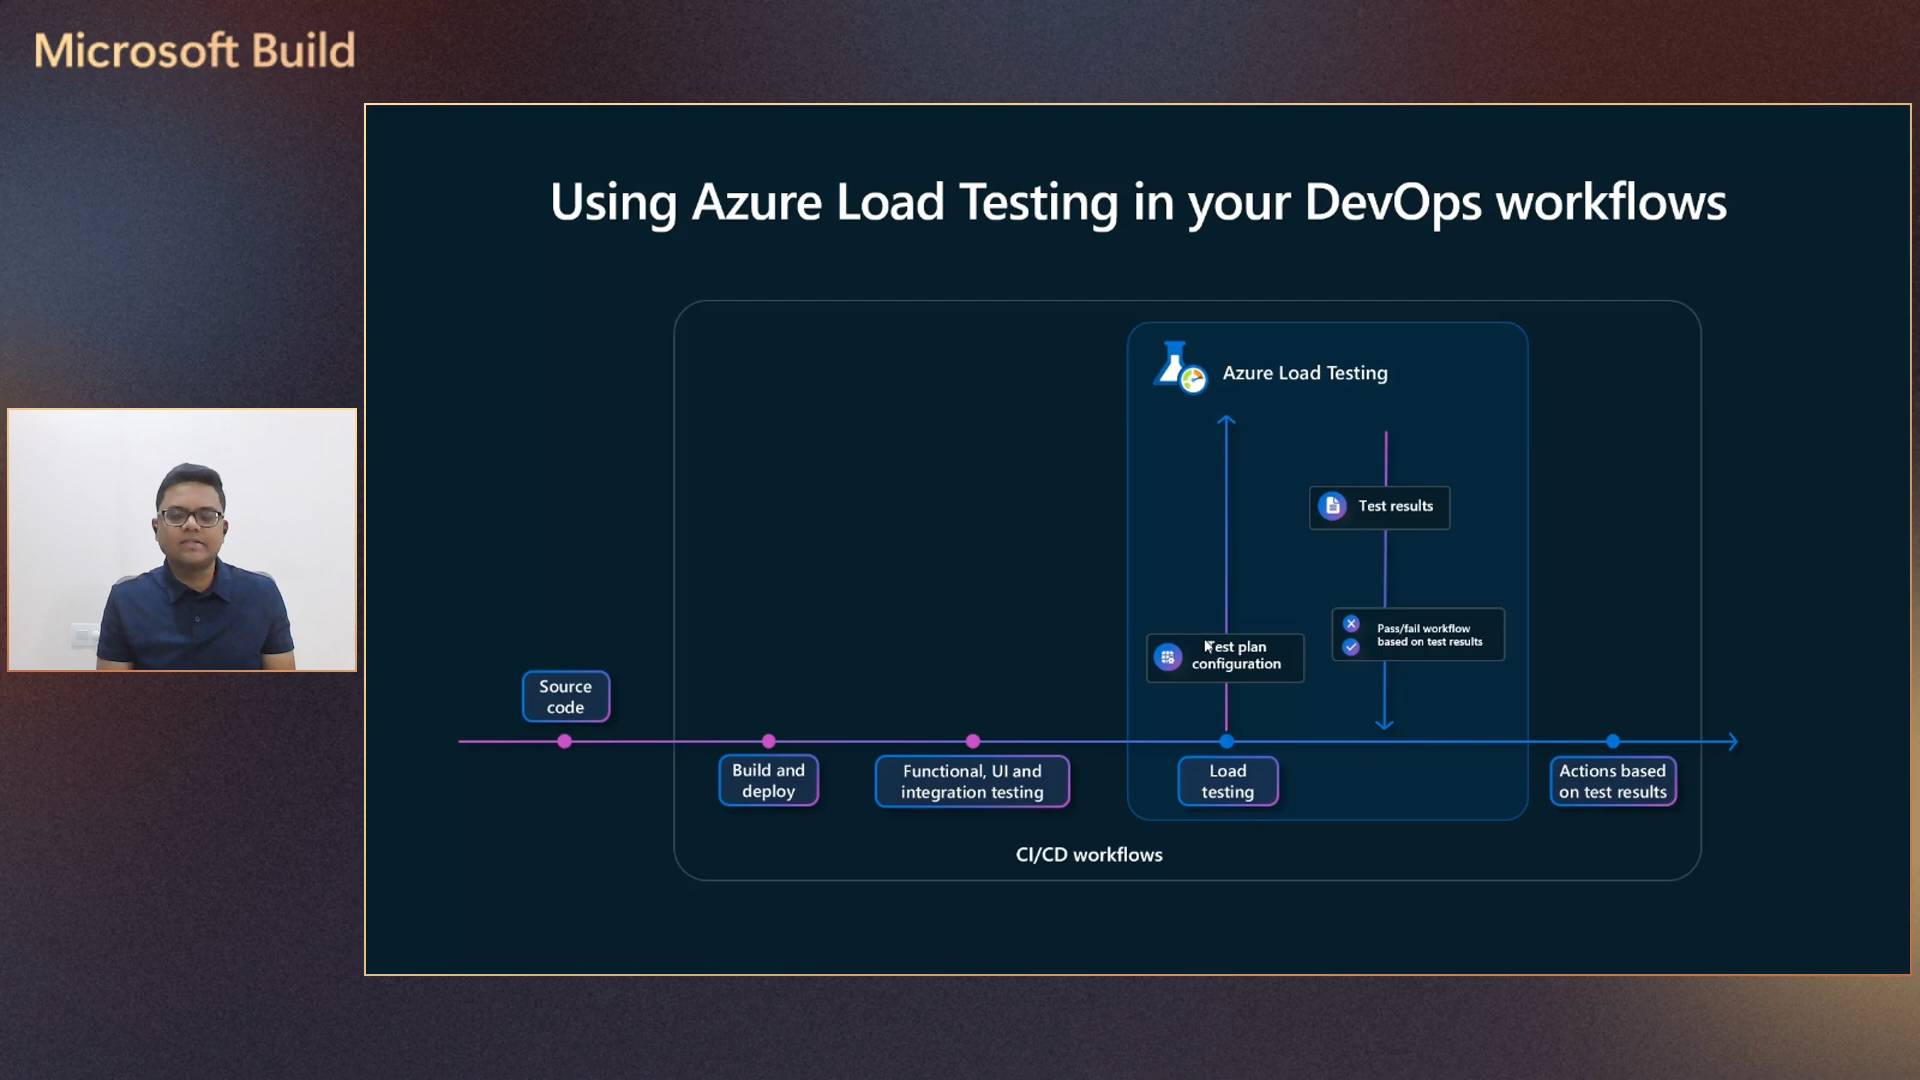 Microsoft Build
Using Azure Load Testing in your DevOps workflows
Azure Load Testing
Test results
Pass/fail workflow
based on test results
Test plan
configuration
Source
code
Build and
deploy
Functional, UI and
integration testing
Load
testing
Actions based
on test results
CI/CD workflows